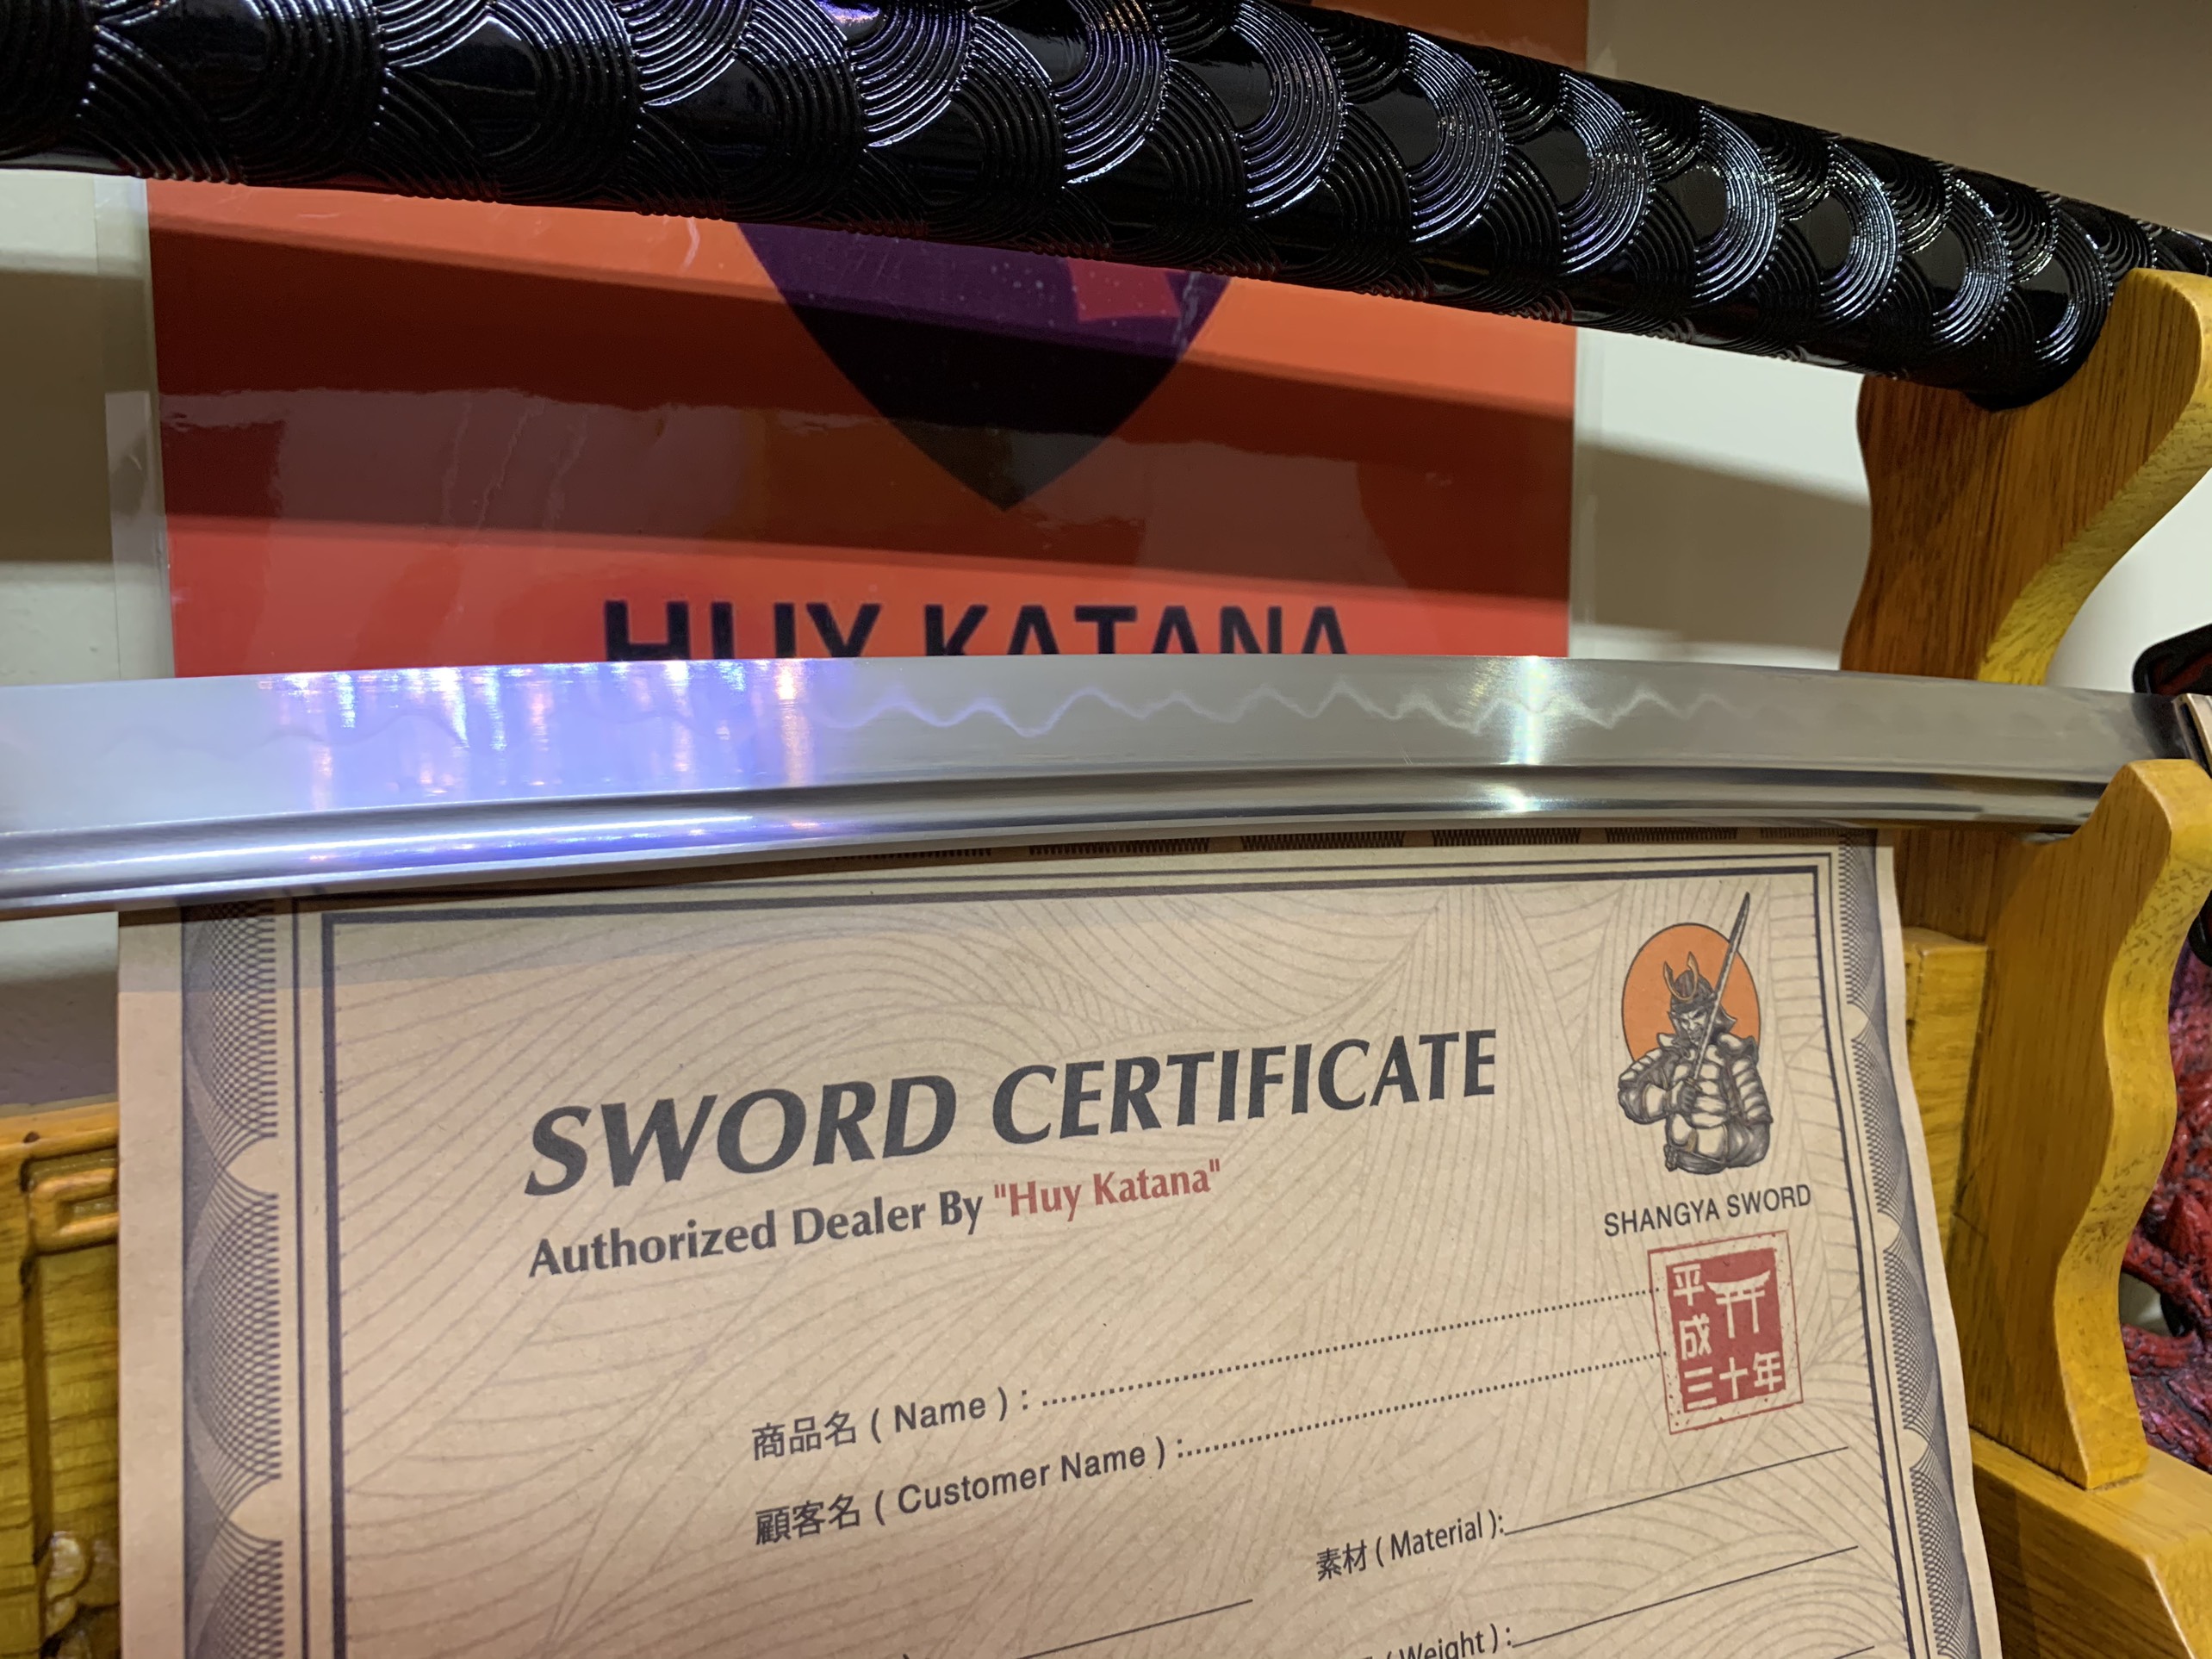 HUY KATANA
SWORD CERTIFICATE
Authorized Dealer By "Huy Katana"
SHANGYA SWORD
平
成
三十年
商品名 ( Name ) :
顧客名 ( Customer Name ) :
素材 ( Material ):
( Weight ) :